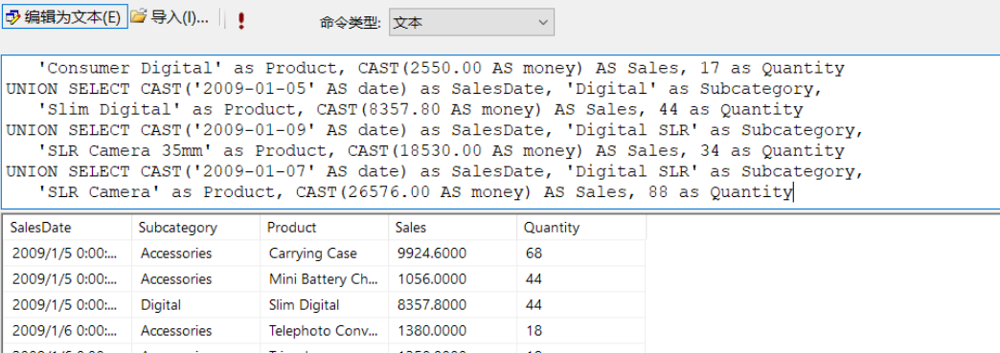 编辑为文本(E) 导入(I)... 命令类型: 文本
'Consumer Digital' as Product, CAST(2550.00 AS money) AS Sales, 17 as Quantity
UNION SELECT CAST('2009-01-05' AS date) as SalesDate, 'Digital' as Subcategory,
'Slim Digital' as Product, CAST(8357.80 AS money) AS Sales, 44 as Quantity
UNION SELECT CAST('2009-01-09' AS date) as SalesDate, 'Digital SLR' as Subcategory,
'SLR Camera 35mm' as Product, CAST(18530.00 AS money) AS Sales, 34 as Quantity
UNION SELECT CAST('2009-01-07' AS date) as SalesDate, 'Digital SLR' as Subcategory,
'SLR Camera' as Product, CAST(26576.00 AS money) AS Sales, 88 as Quantity
SalesDate Subcategory Product Sales Quantity
2009/1/5 0:00:... Accessories Carrying Case 9924.6000 68
2009/1/5 0:00:... Accessories Mini Battery Ch... 1056.0000 44
2009/1/5 0:00:... Digital Slim Digital 8357.8000 44
2009/1/6 0:00:... Accessories Telephoto Conv... 1380.0000 18